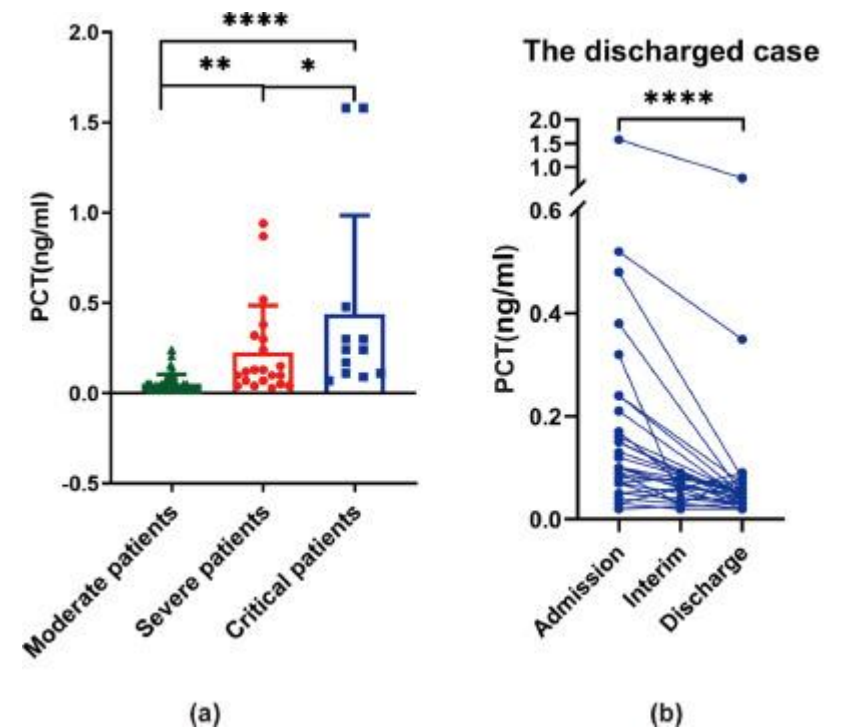 ****
** *
2.0
1.5
1.0
0.5
0.0
-0.5
PCT(ng/ml)
Moderate patients
Severe patients
Critical patients
(a)
The discharged case
****
2.0
1.5
1.0
0.6
0.4
0.2
0.0
PCT(ng/ml)
Admission
Interim
Discharge
(b)